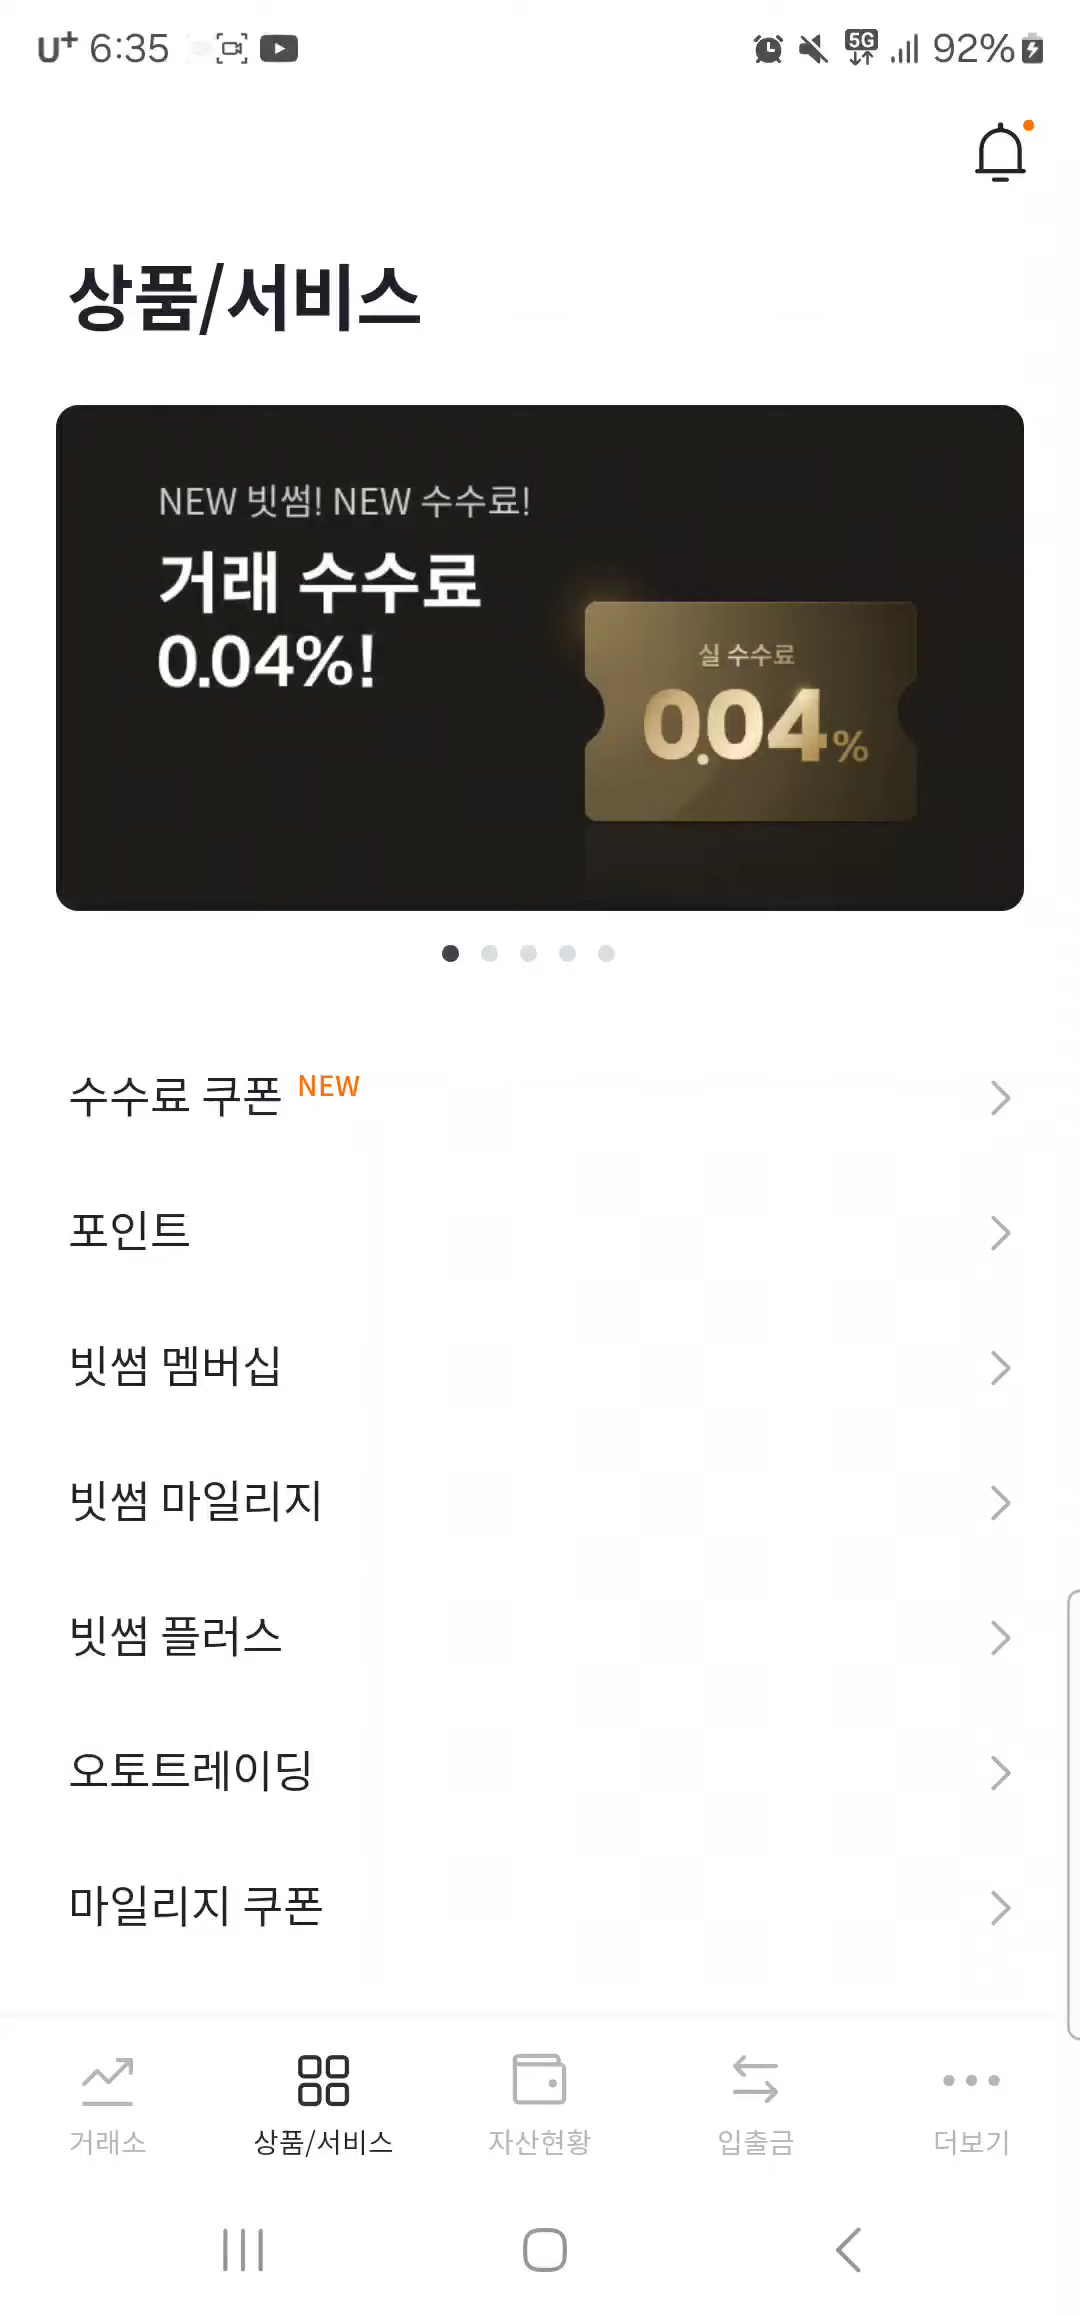 U+ 6:35 5G 92%
상품/서비스
NEW 빗썸! NEW 수수료!
거래 수수료
0.04%!
실 수수료
0.04%
수수료 쿠폰 NEW
포인트
빗썸 멤버십
빗썸 마일리지
빗썸 플러스
오토트레이딩
마일리지 쿠폰
거래소 상품/서비스 자산현황 입출금 더보기